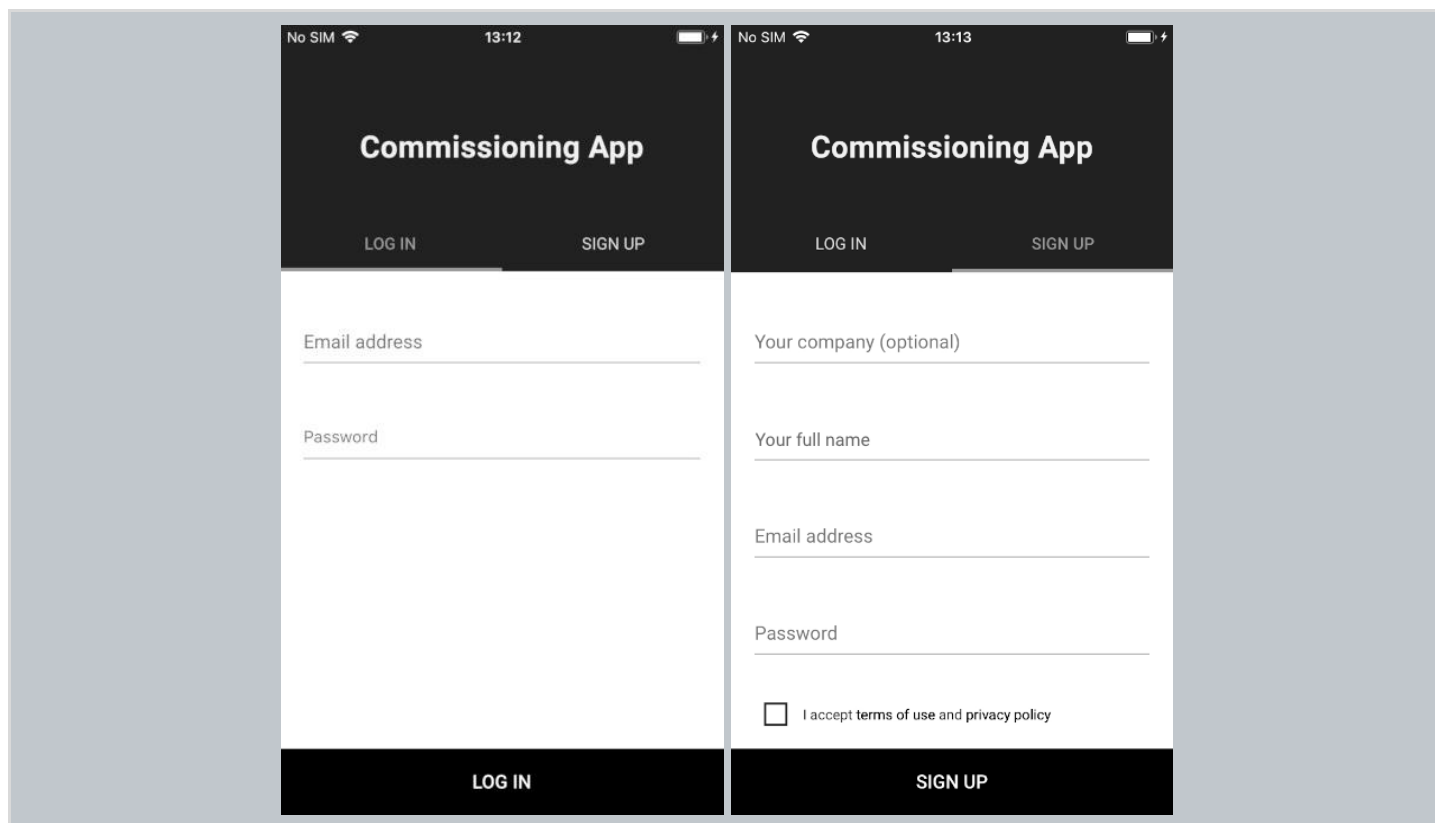 No SIM 13:12
Commissioning App
LOG IN SIGN UP
Email address
Password
LOG IN
No SIM 13:13
Commissioning App
LOG IN SIGN UP
Your company (optional)
Your full name
Email address
Password
I accept terms of use and privacy policy
SIGN UP